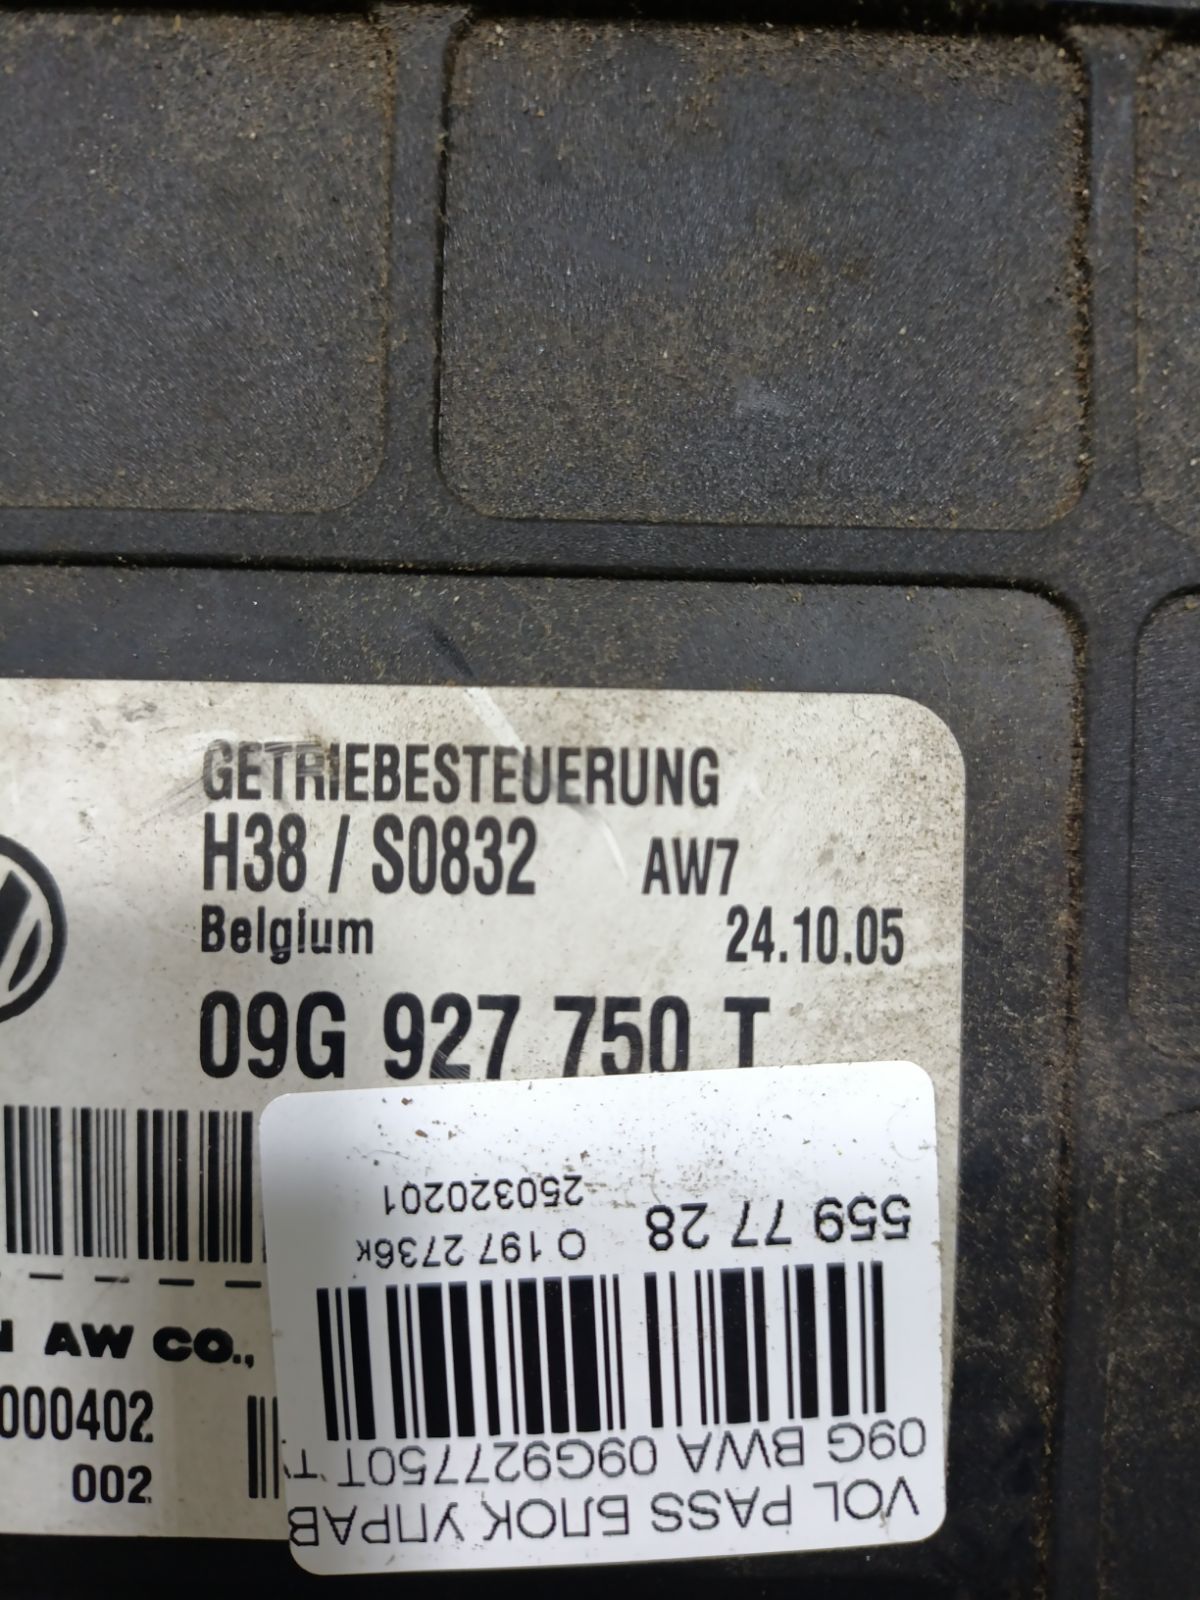 GETRIEBESTEUERUNG
H38 / S0832 AW7
Belgium 24.10.05
09G 927 750 T
AW CO.,
000402
002
VOL PASS БЛОК УПРАВ
09G BWA 09G927750T T
559 77 28 O 197 2736к
250320201